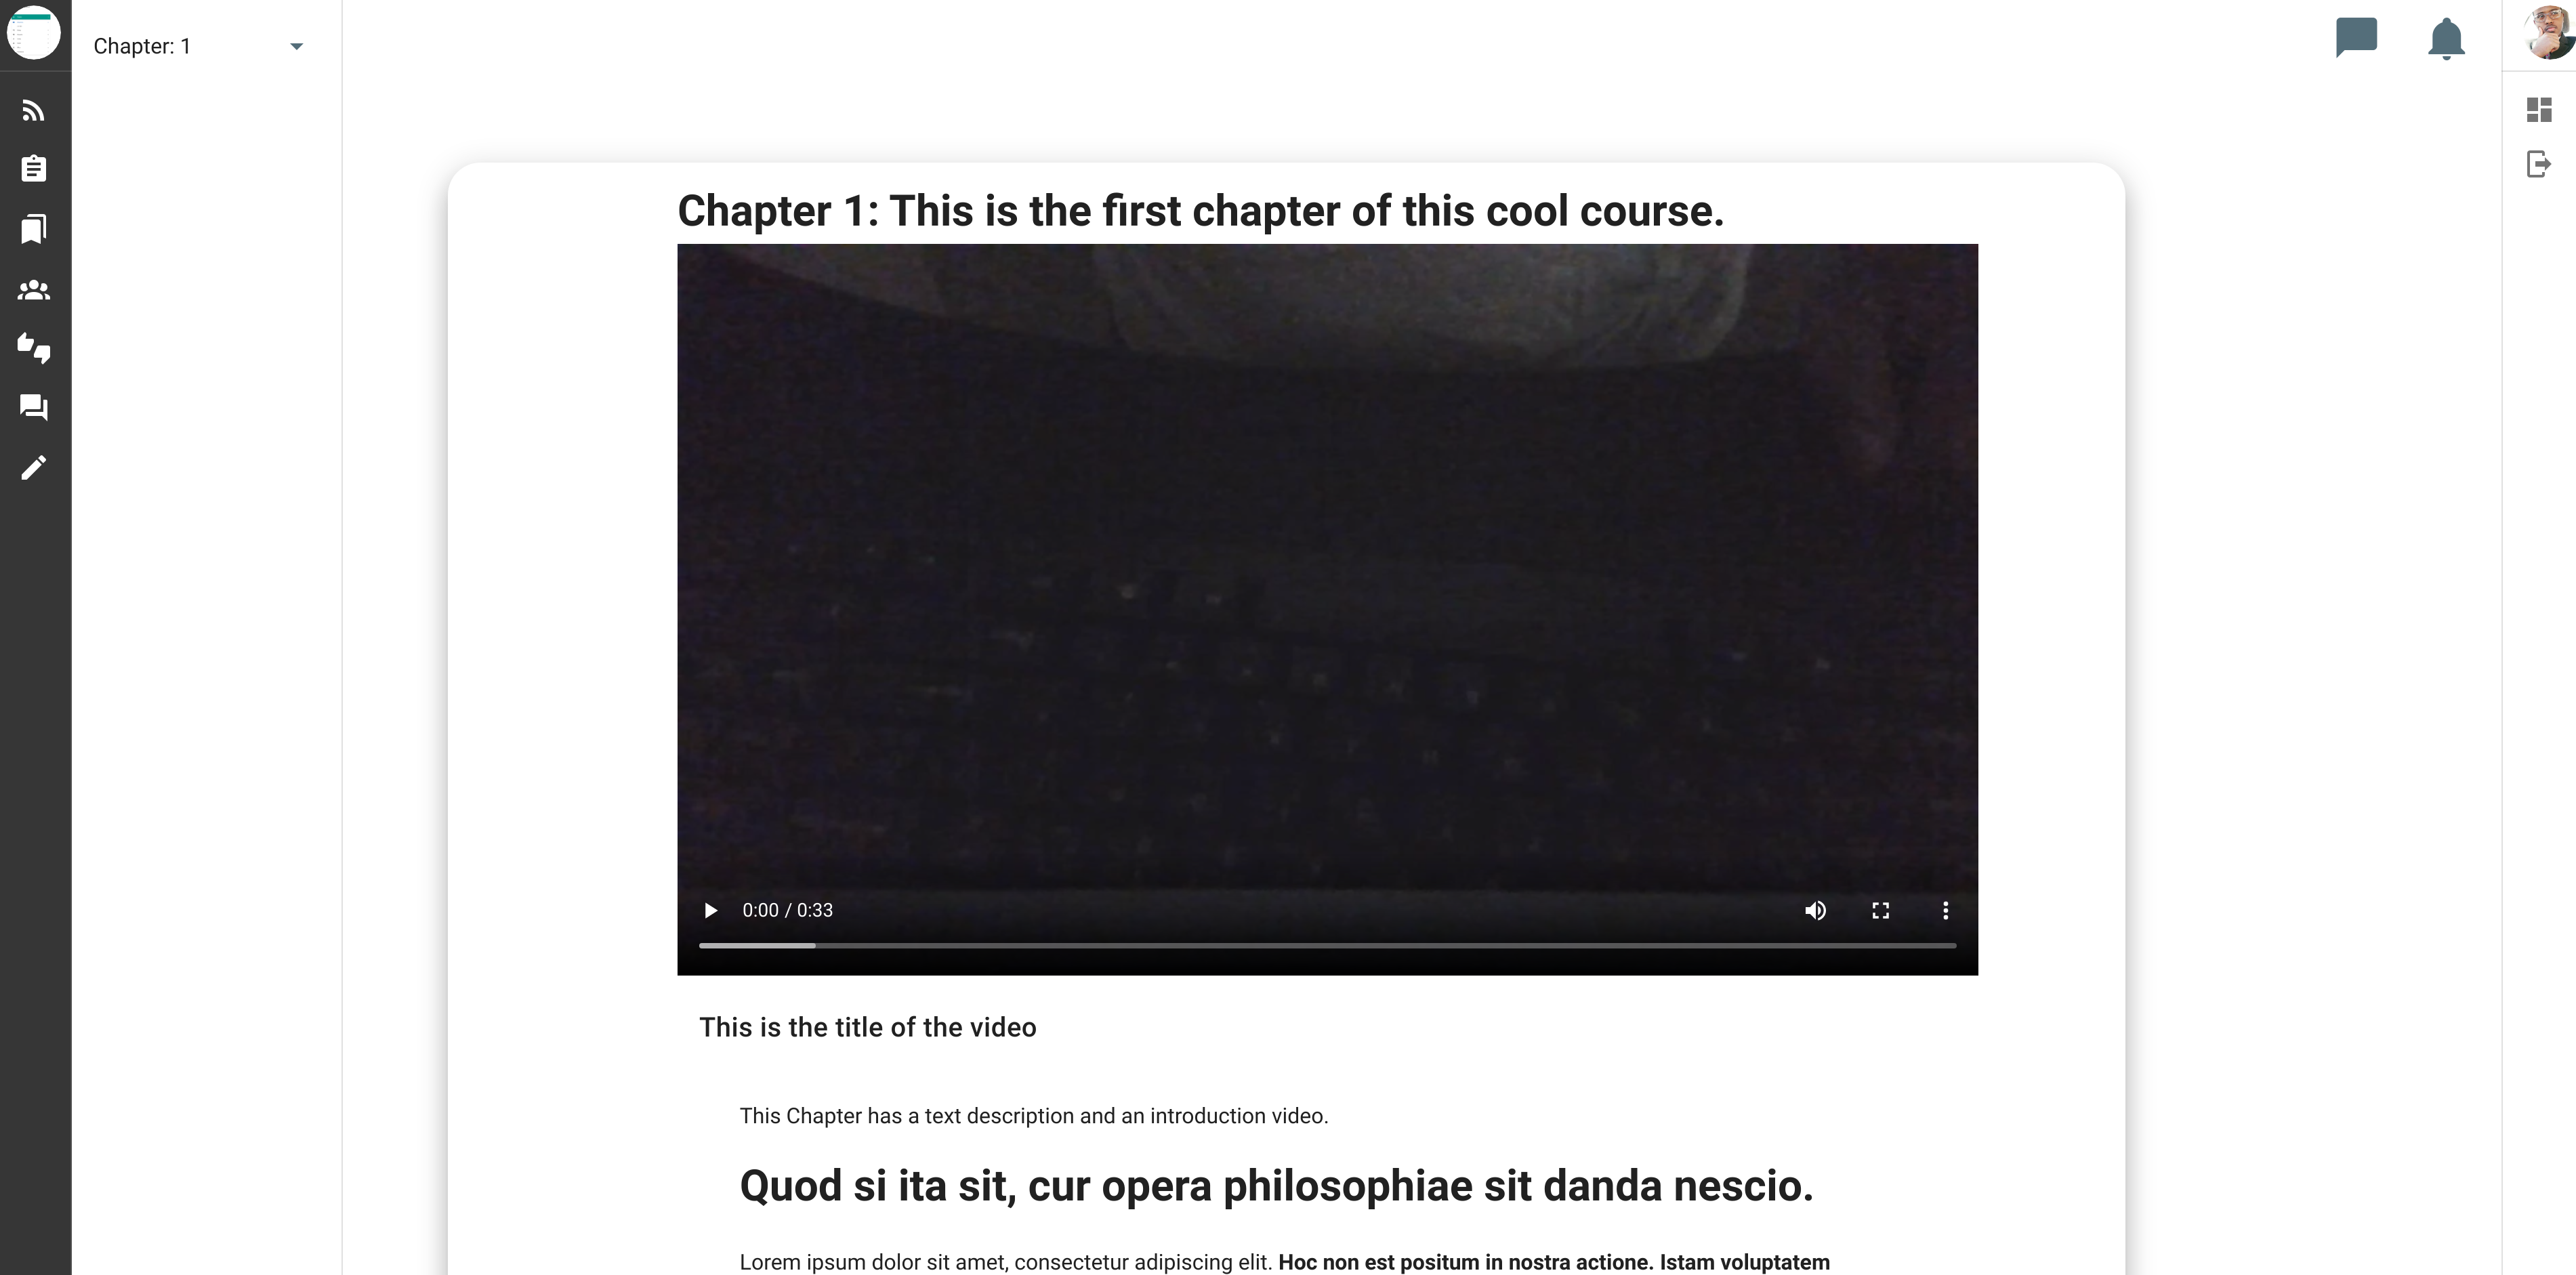 Chapter: 1
Chapter 1: This is the first chapter of this cool course.
0:00 / 0:33
This is the title of the video
This Chapter has a text description and an introduction video.
Quod si ita sit, cur opera philosophiae sit danda nescio.
Lorem ipsum dolor sit amet, consectetur adipiscing elit. Hoc non est positum in nostra actione. Istam voluptatem